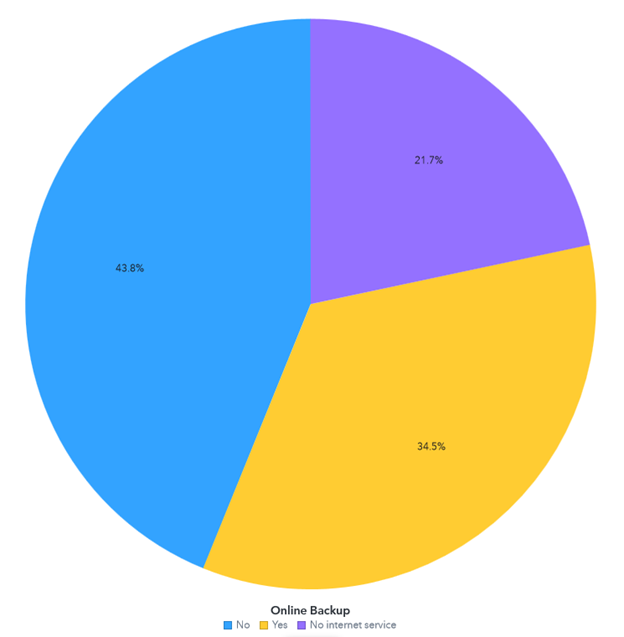 21.7%
43.8%
34.5%
Online Backup
No Yes No internet service